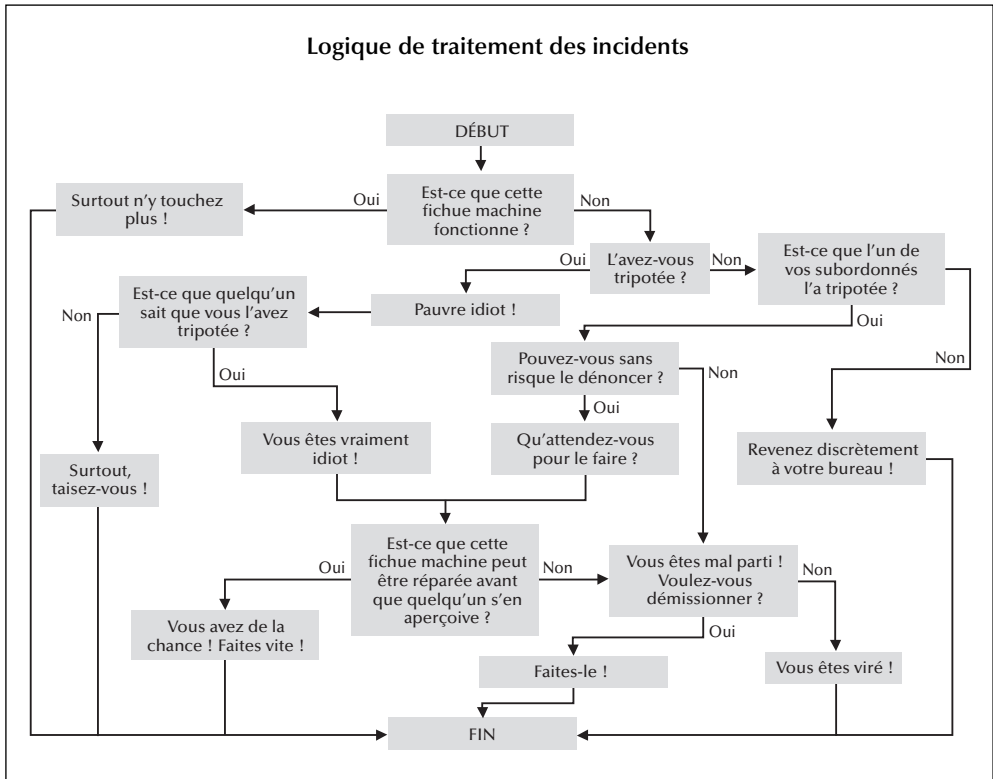 Logique de traitement des incidents
DÉBUT
Surtout n'y touchez
plus !
Oui
Est-ce que cette
fichue machine
fonctionne ?
Non
Oui
L'avez-vous
tripotée ?
Non
Est-ce que l'un de
vos subordonnés
l'a tripotée ?
Non
Est-ce que quelqu'un
sait que vous l'avez
tripotée ?
Pauvre idiot !
Oui
Pouvez-vous sans
risque le dénoncer ?
Non
Non
Oui
Oui
Vous êtes vraiment
idiot !
Qu'attendez-vous
pour le faire ?
Revenez discrètement
à votre bureau !
Surtout,
taisez-vous !
Oui
Est-ce que cette
fichue machine peut
être réparée avant
que quelqu'un s'en
aperçoive ?
Non
Vous êtes mal parti !
Voulez-vous
démissionner ?
Non
Vous avez de la
chance ! Faites vite !
Oui
Faites-le !
Vous êtes viré !
FIN